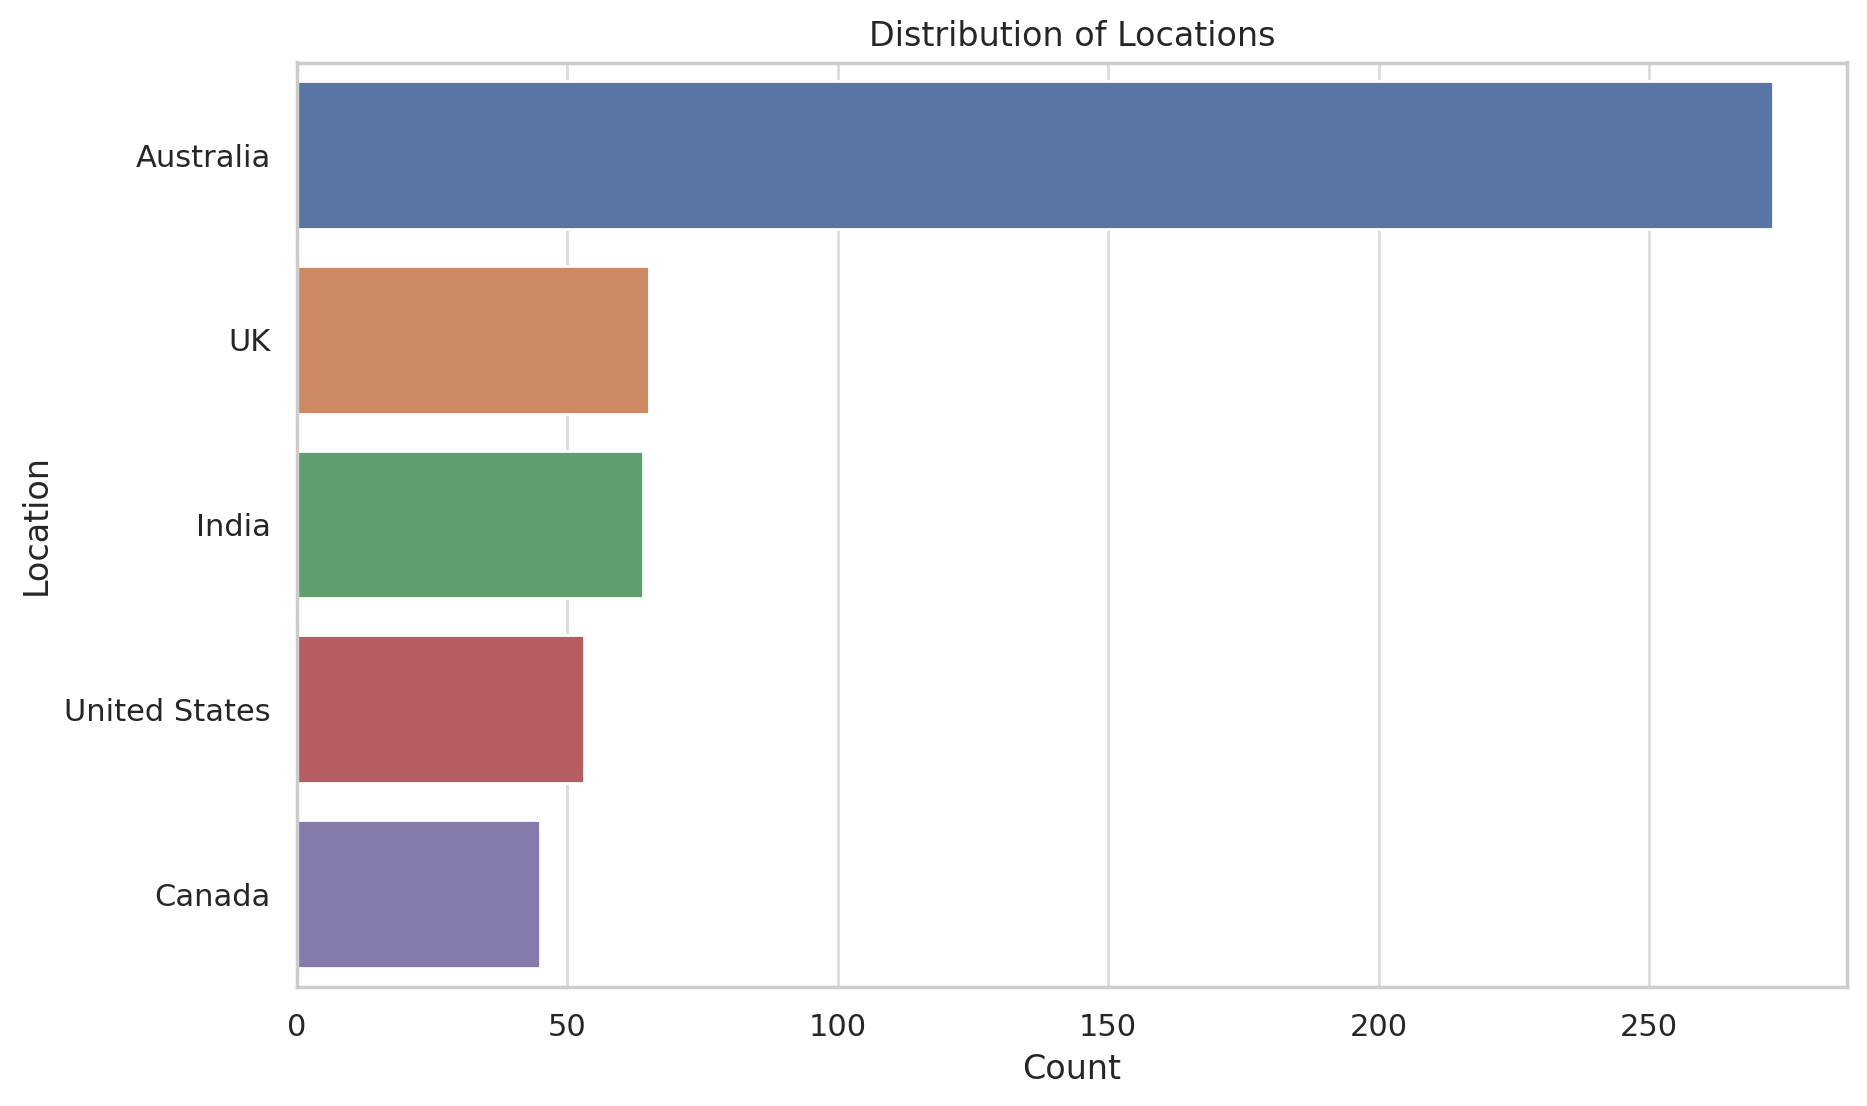 Distribution of Locations
Australia
UK
India
United States
Canada
Location
0 50 100 150 200 250
Count